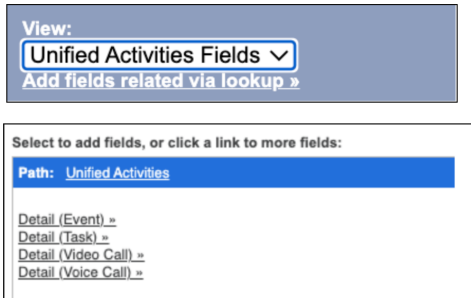 View:
Unified Activities Fields
Add fields related via lookup »
Select to add fields, or click a link to more fields:
Path: Unified Activities
Detail (Event) »
Detail (Task) »
Detail (Video Call) »
Detail (Voice Call) »